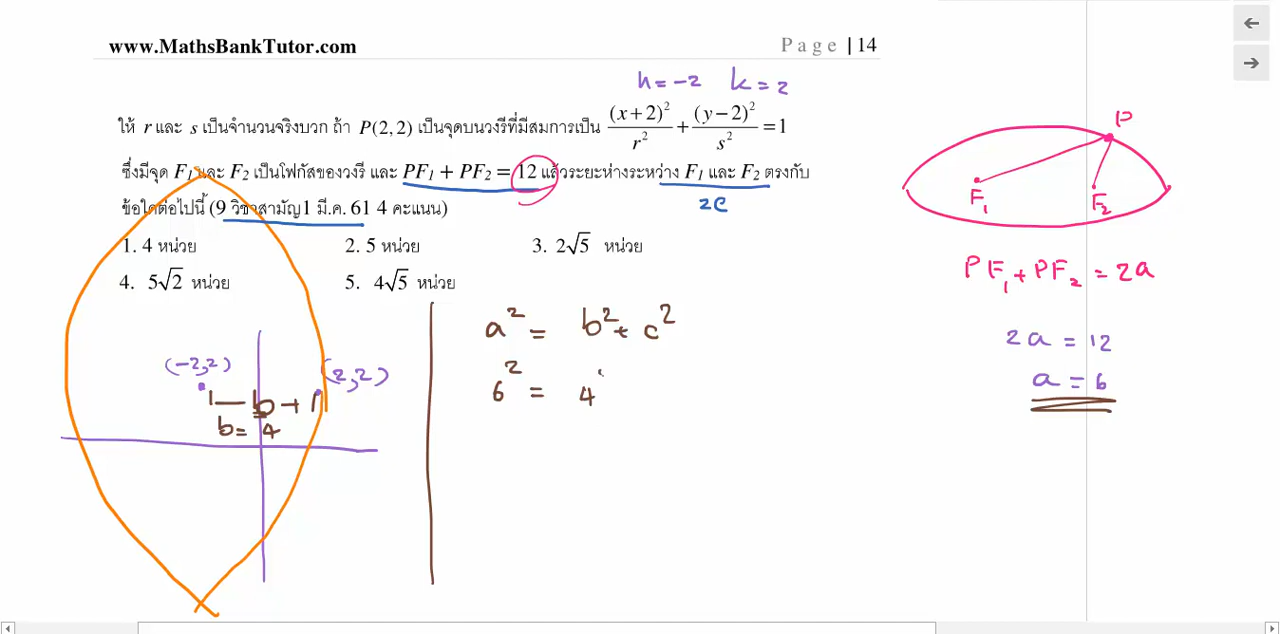 www.MathsBankTutor.com
Page | 14
h = -2 k = 2
ให้ r และ s เป็นจำนวนจริงบวก ถ้า P(2, 2) เป็นจุดบนวงรีที่มีสมการเป็น (x+2)²/r² + (y−2)²/s² = 1
ซึ่งมีจุด F₁ และ F₂ เป็นโฟกัสของวงรี และ PF₁ + PF₂ = 12 แล้วระยะห่างระหว่าง F₁ และ F₂ ตรงกับ
2c
ข้อใดต่อไปนี้ (9 วิชาสามัญ1 มี.ค. 61 4 คะแนน)
1. 4 หน่วย 2. 5 หน่วย 3. 2√5 หน่วย
4. 5√2 หน่วย 5. 4√5 หน่วย
P
F₁ F₂
PF₁ + PF₂ = 2a
2a = 12
a = 6
a² = b² + c²
6² = 4
(-2,2) (2,2)
b
b = 4